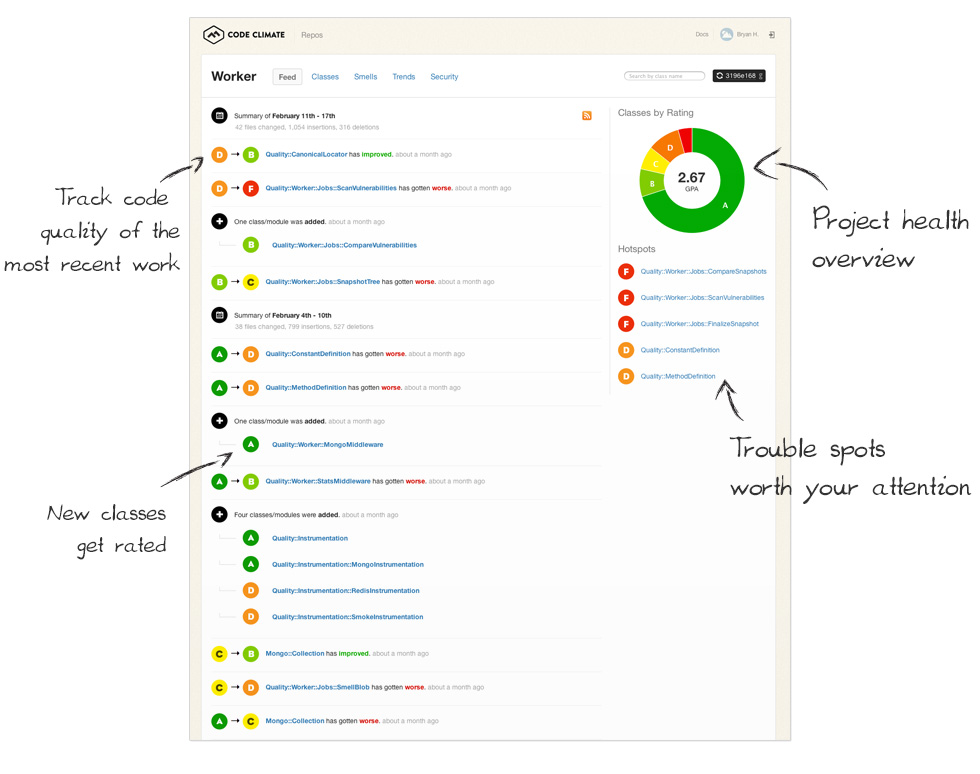 CODE CLIMATE Repos Docs Bryan H.
Worker Feed Classes Smells Trends Security Search by class name 3196e168
Summary of February 11th - 17th
42 files changed, 1,054 insertions, 316 deletions
D → B Quality::CanonicalLocator has improved. about a month ago
D → F Quality::Worker::Jobs::ScanVulnerabilities has gotten worse. about a month ago
One class/module was added. about a month ago
B Quality::Worker::Jobs::CompareVulnerabilities
B → C Quality::Worker::Jobs::SnapshotTree has gotten worse. about a month ago
Summary of February 4th - 10th
38 files changed, 799 insertions, 527 deletions
A → D Quality::ConstantDefinition has gotten worse. about a month ago
A → D Quality::MethodDefinition has gotten worse. about a month ago
One class/module was added. about a month ago
A Quality::Worker::MongoMiddleware
A → B Quality::Worker::StatsMiddleware has gotten worse. about a month ago
Four classes/modules were added. about a month ago
A Quality::Instrumentation
A Quality::Instrumentation::MongoInstrumentation
D Quality::Instrumentation::RedisInstrumentation
D Quality::Instrumentation::SmokeInstrumentation
C → B Mongo::Collection has improved. about a month ago
C → D Quality::Worker::Jobs::SmellBlob has gotten worse. about a month ago
A → C Mongo::Collection has gotten worse. about a month ago
Classes by Rating
D
C
B
A
2.67
GPA
Hotspots
F Quality::Worker::Jobs::CompareSnapshots
F Quality::Worker::Jobs::ScanVulnerabilities
F Quality::Worker::Jobs::FinalizeSnapshot
D Quality::ConstantDefinition
D Quality::MethodDefinition
Track code
quality of the
most recent work
New classes
get rated
Project health
overview
Trouble spots
worth your attention